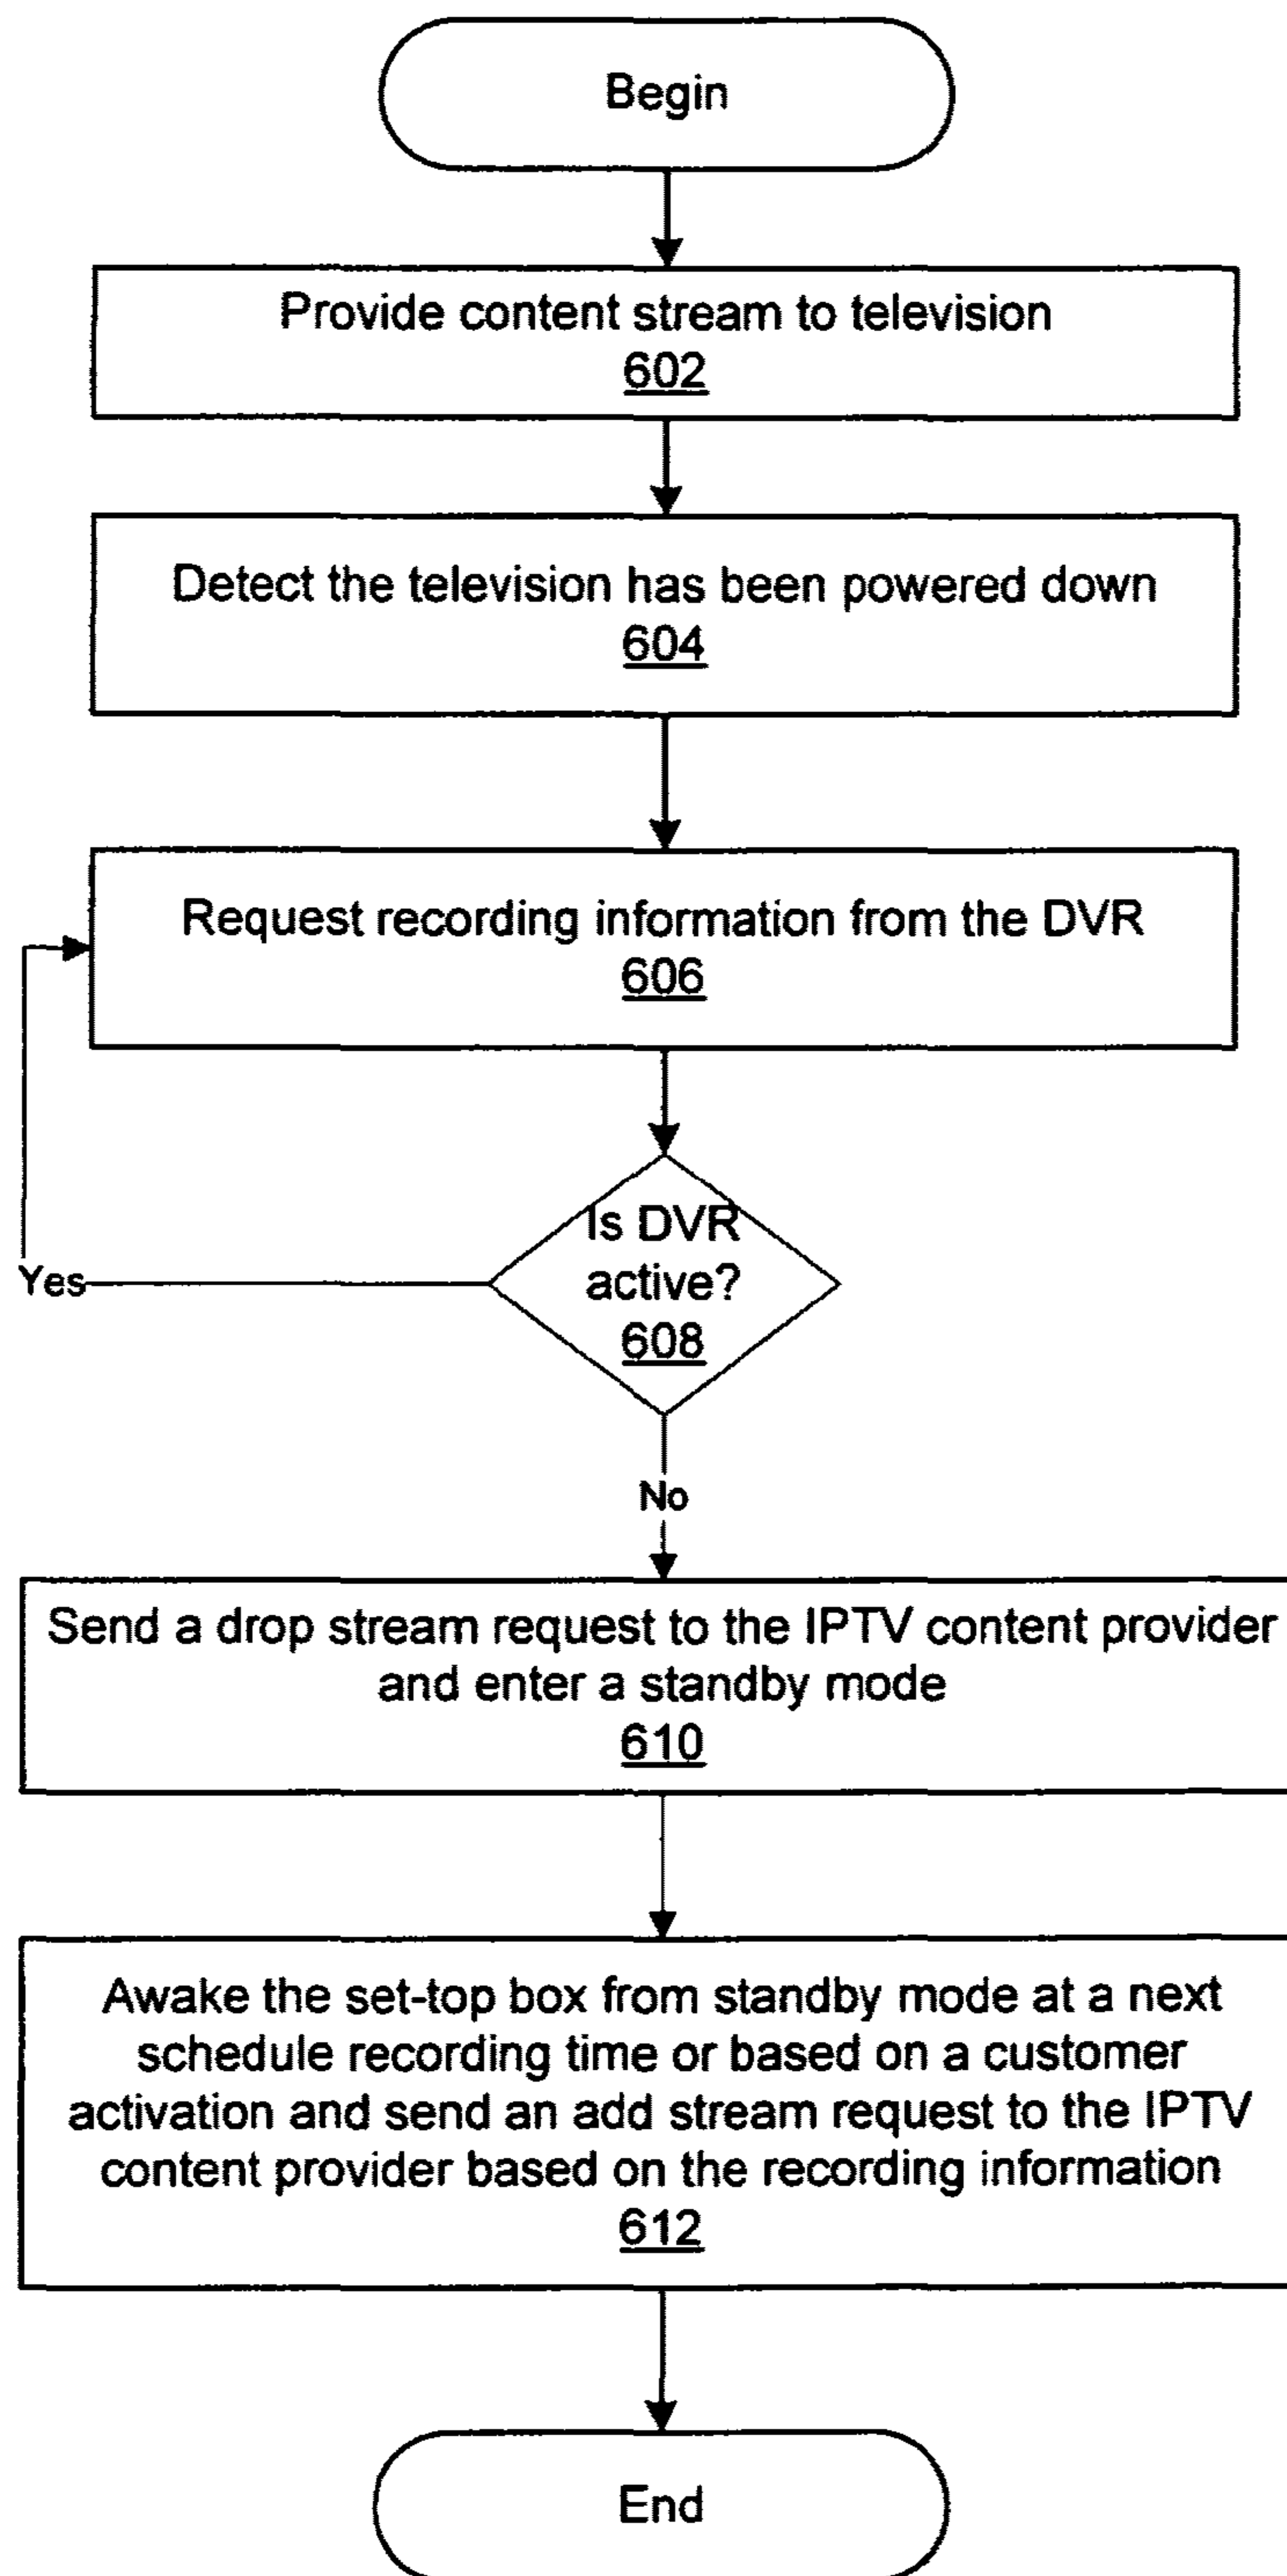 Begin
Provide content stream to television
602
Detect the television has been powered down
604
Request recording information from the DVR
606
Is DVR
active?
608
Yes
No
Send a drop stream request to the IPTV content provider
and enter a standby mode
610
Awake the set-top box from standby mode at a next
schedule recording time or based on a customer
activation and send an add stream request to the IPTV
content provider based on the recording information
612
End